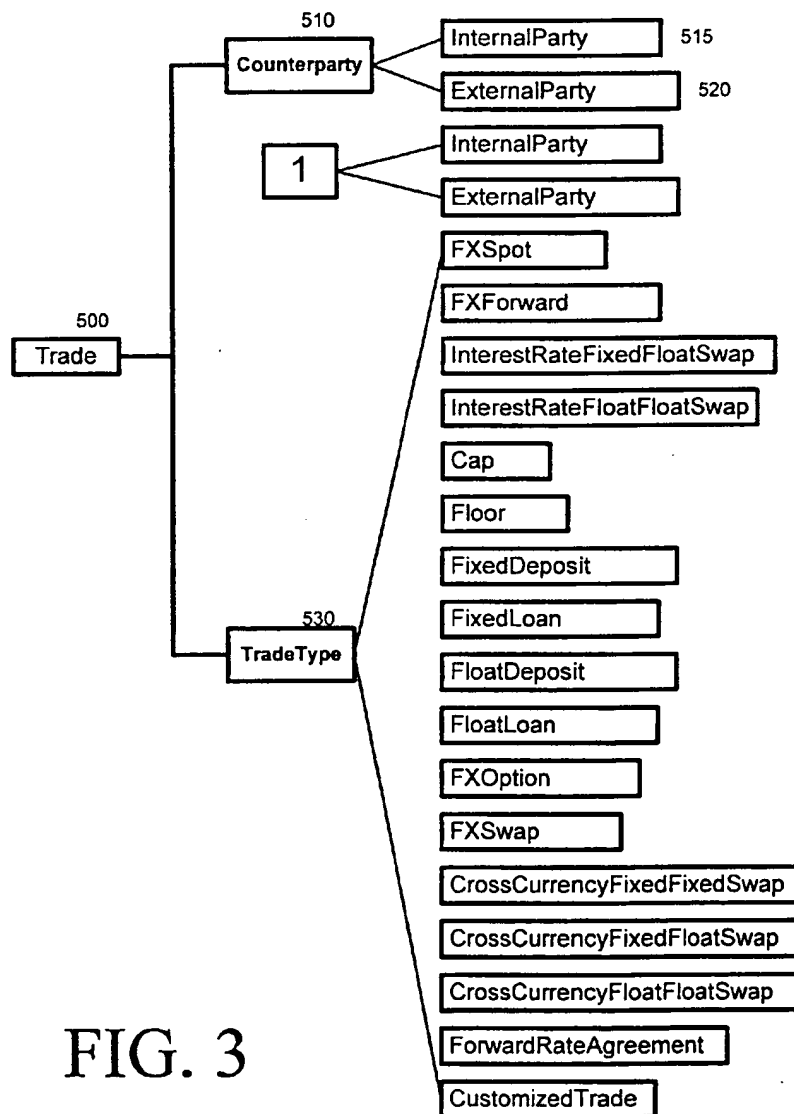 510
Counterparty
InternalParty
515
ExternalParty
520
1
InternalParty
ExternalParty
FXSpot
FXForward
500
Trade
InterestRateFixedFloatSwap
InterestRateFloatFloatSwap
Cap
Floor
FixedDeposit
530
TradeType
FixedLoan
FloatDeposit
FloatLoan
FXOption
FXSwap
CrossCurrencyFixedFixedSwap
CrossCurrencyFixedFloatSwap
CrossCurrencyFloatFloatSwap
ForwardRateAgreement
CustomizedTrade
FIG. 3